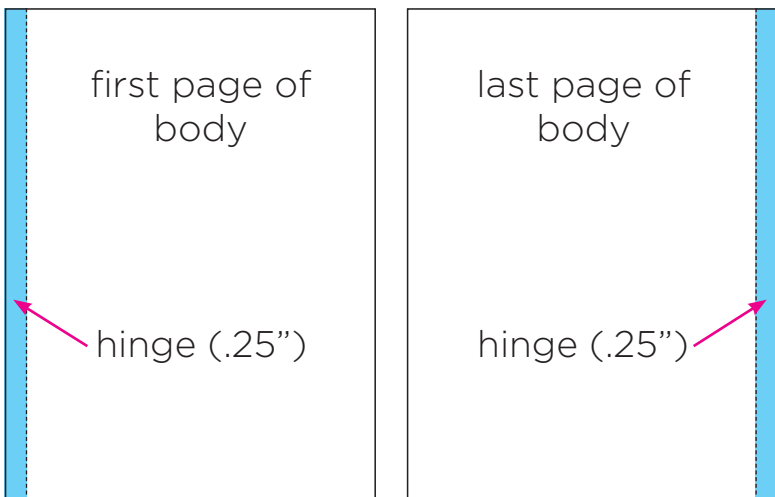 first page of
body
hinge (.25”)
last page of
body
hinge (.25”)